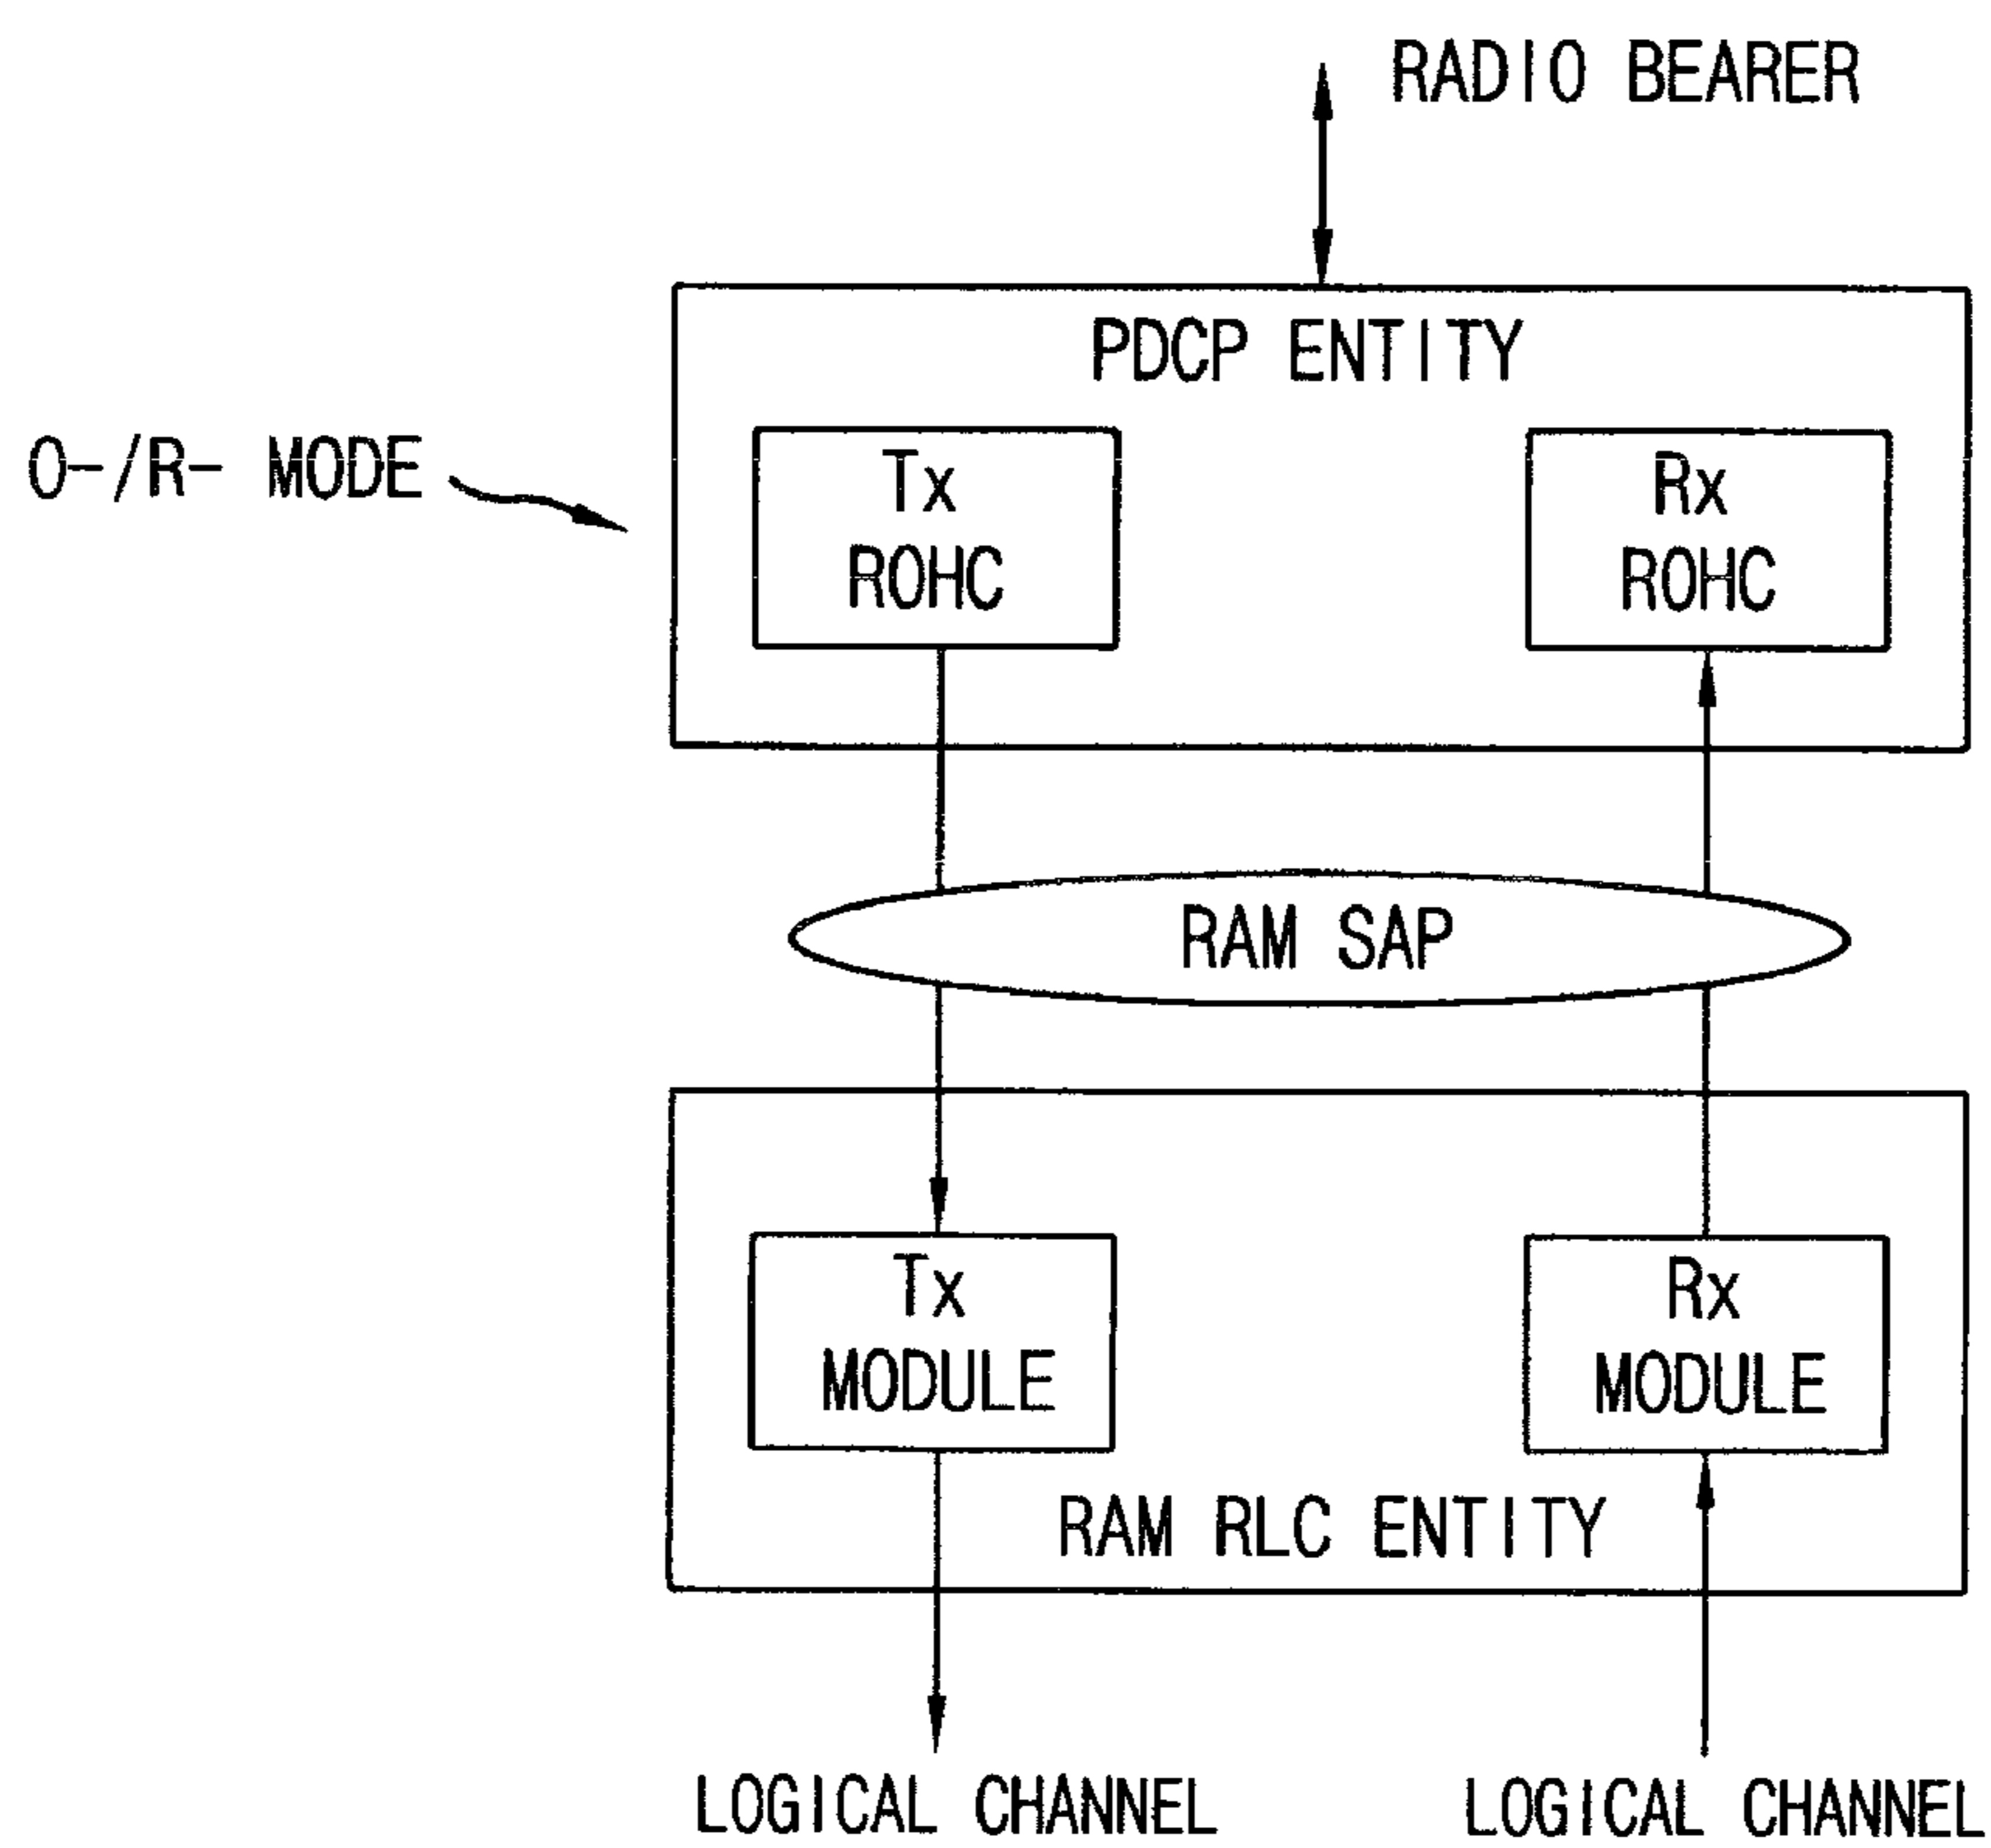 RADIO BEARER
PDCP ENTITY
O-/R- MODE
Tx
ROHC
Rx
ROHC
RAM SAP
Tx
MODULE
Rx
MODULE
RAM RLC ENTITY
LOGICAL CHANNEL
LOGICAL CHANNEL